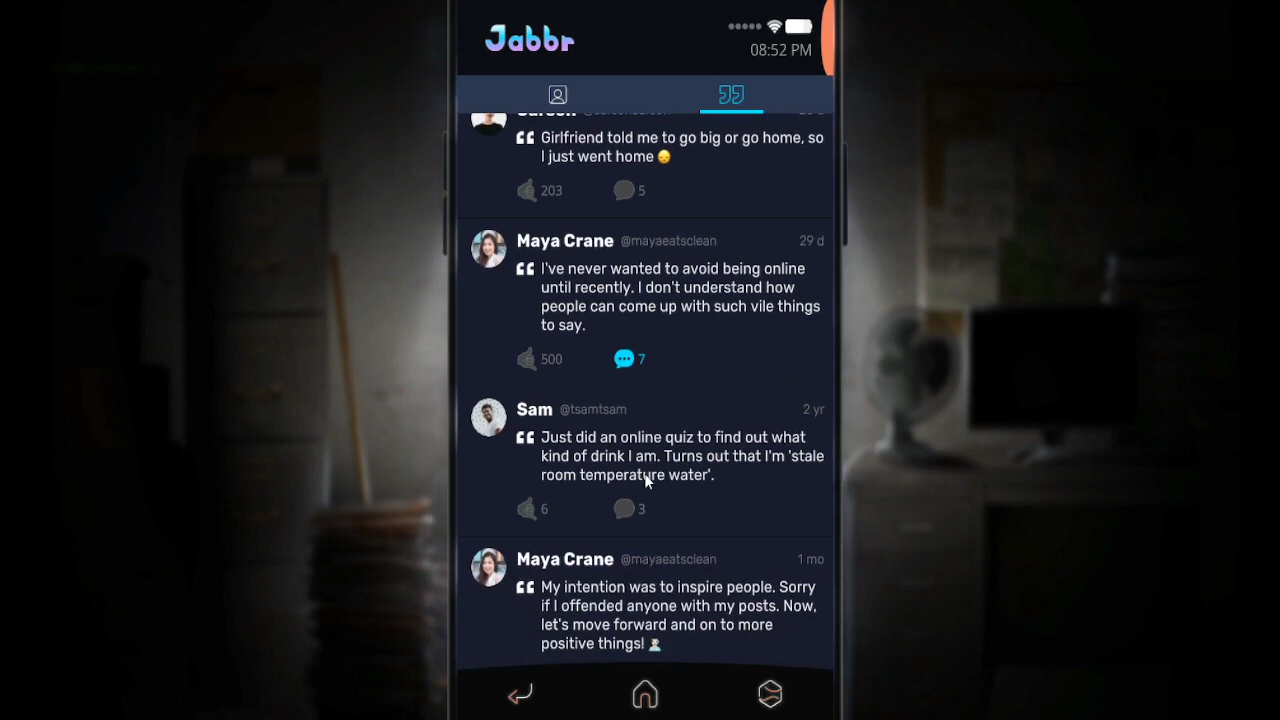 Jabbr
08:52 PM
Girlfriend told me to go big or go home, so
I just went home 😞
203 5
Maya Crane @mayaeatsclean 29 d
I've never wanted to avoid being online
until recently. I don't understand how
people can come up with such vile things
to say.
500 7
Sam @tsamtsam 2 yr
Just did an online quiz to find out what
kind of drink I am. Turns out that I'm 'stale
room temperature water'.
6 3
Maya Crane @mayaeatsclean 1 mo
My intention was to inspire people. Sorry
if I offended anyone with my posts. Now,
let's move forward and on to more
positive things!